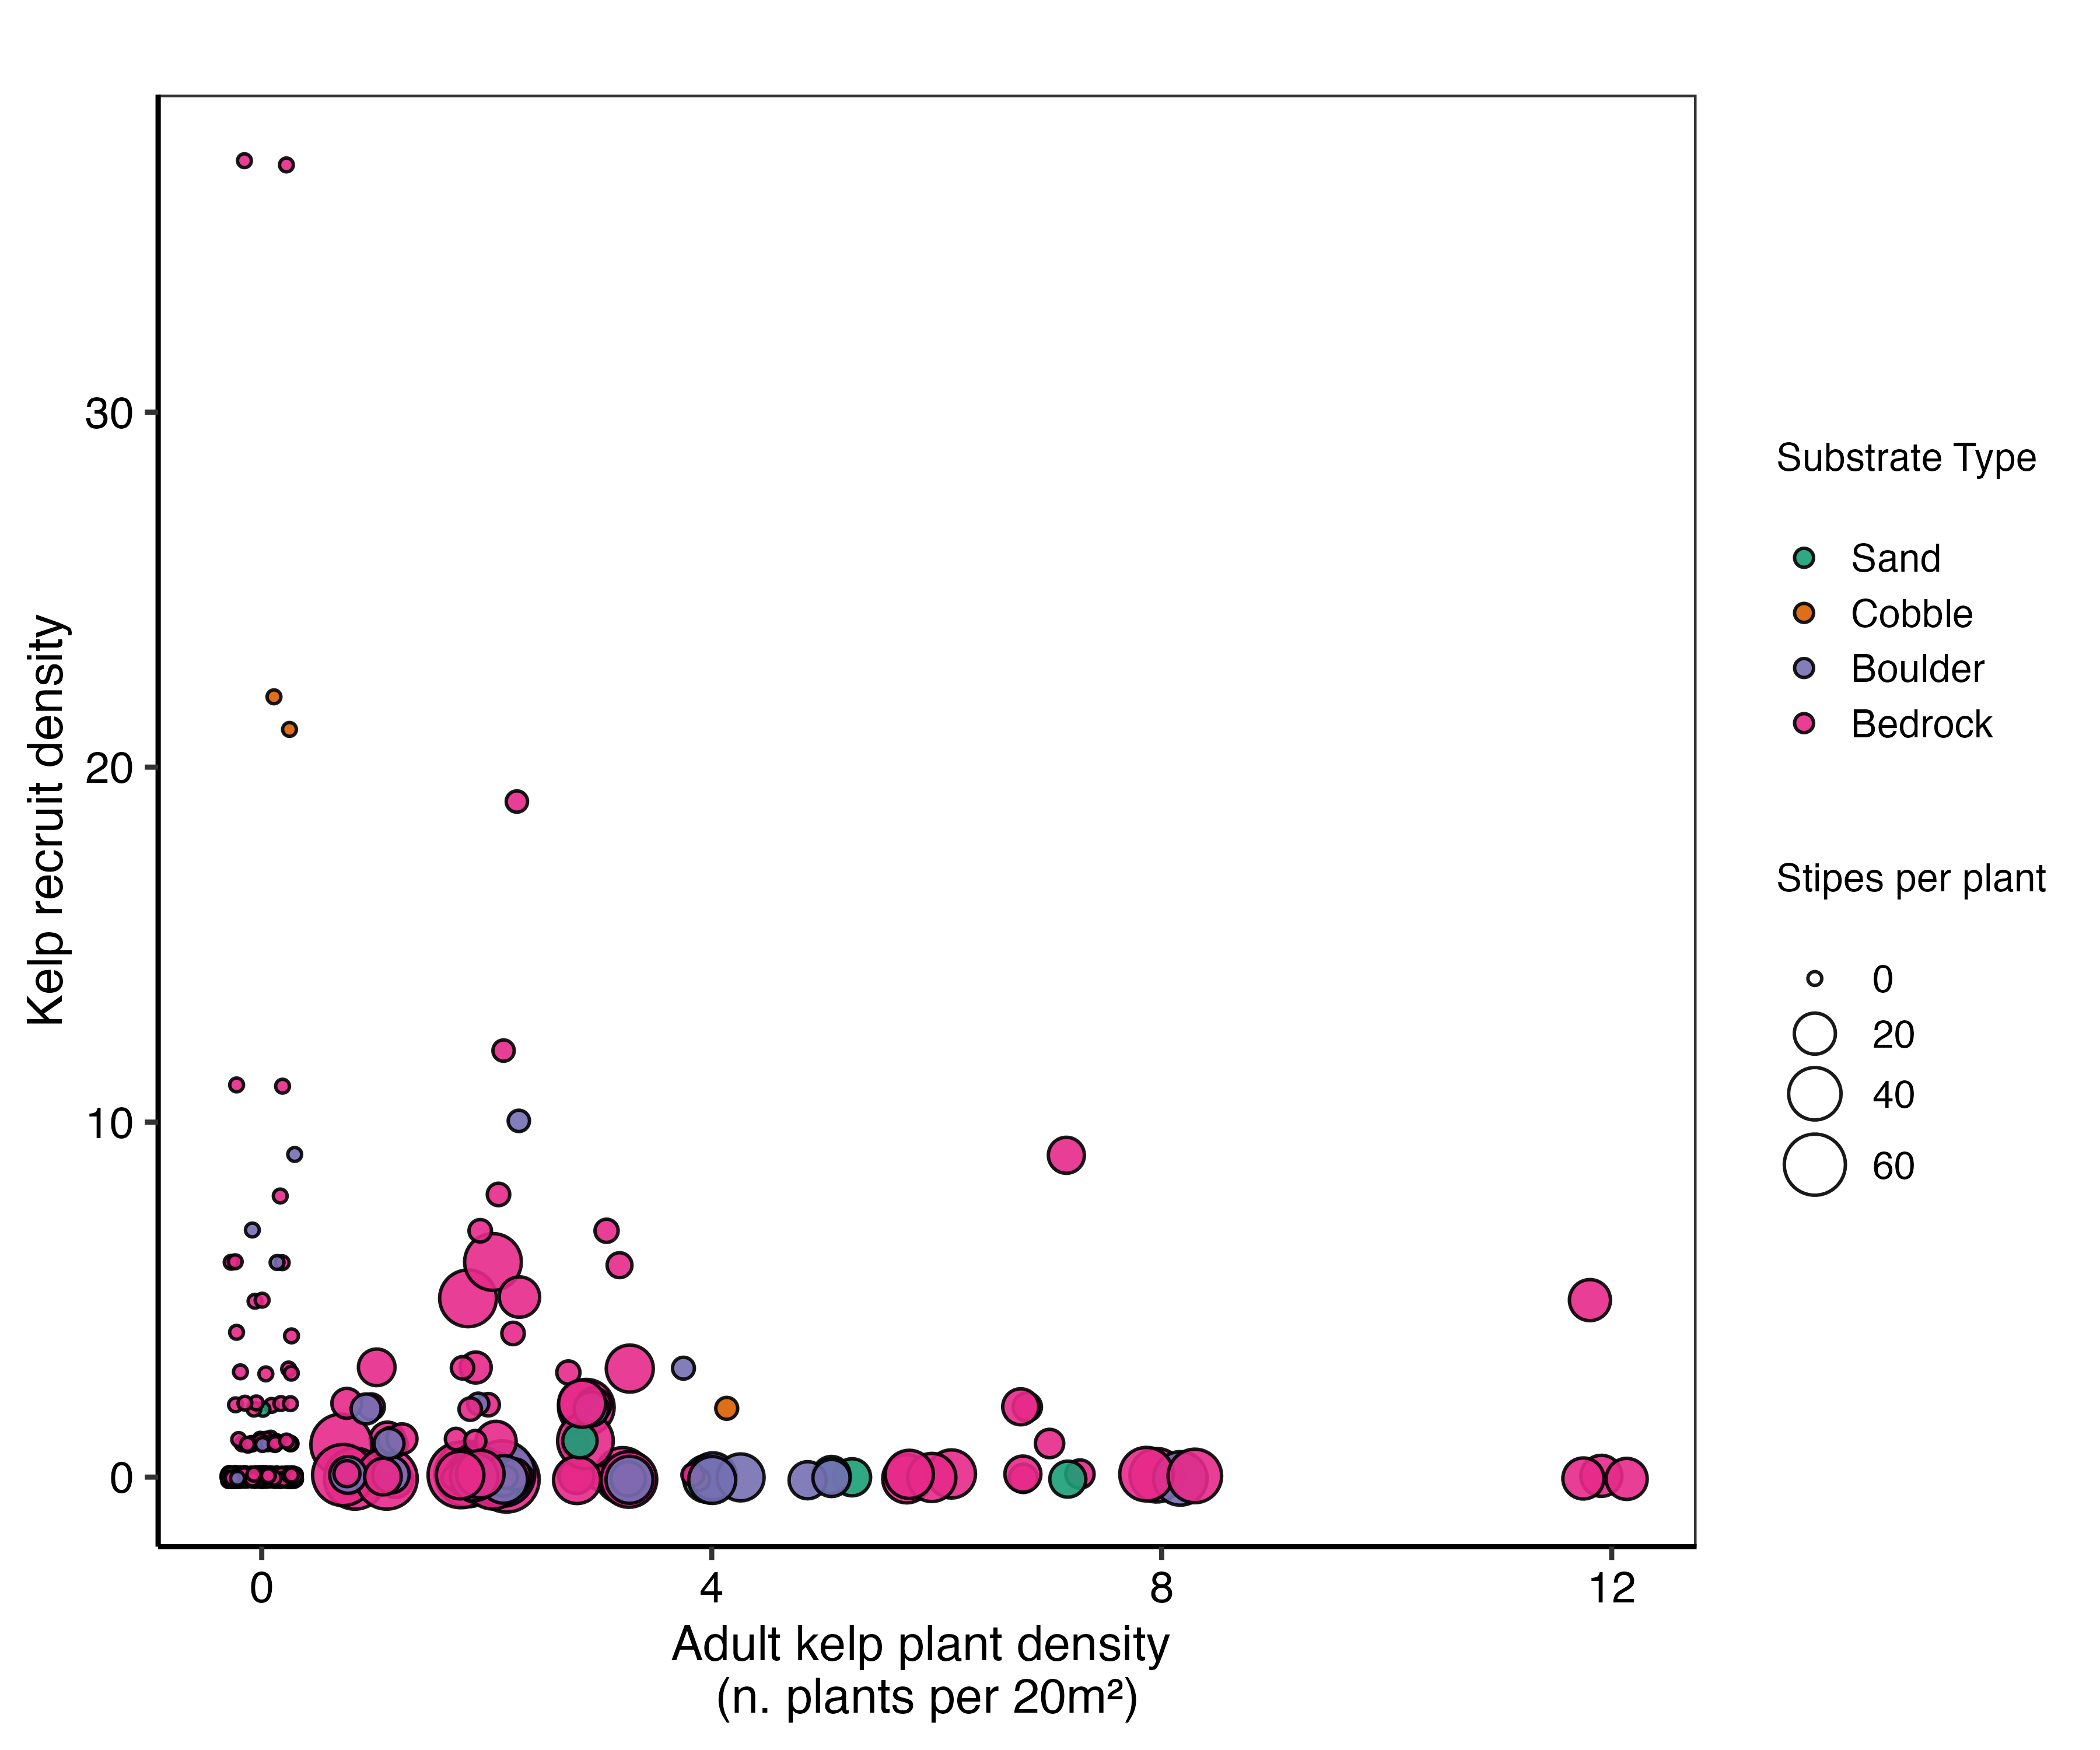 Kelp recruit density
30
20
10
0
0
4
8
12
Adult kelp plant density
(n. plants per 20m²)
Substrate Type
Sand
Cobble
Boulder
Bedrock
Stipes per plant
0
20
40
60